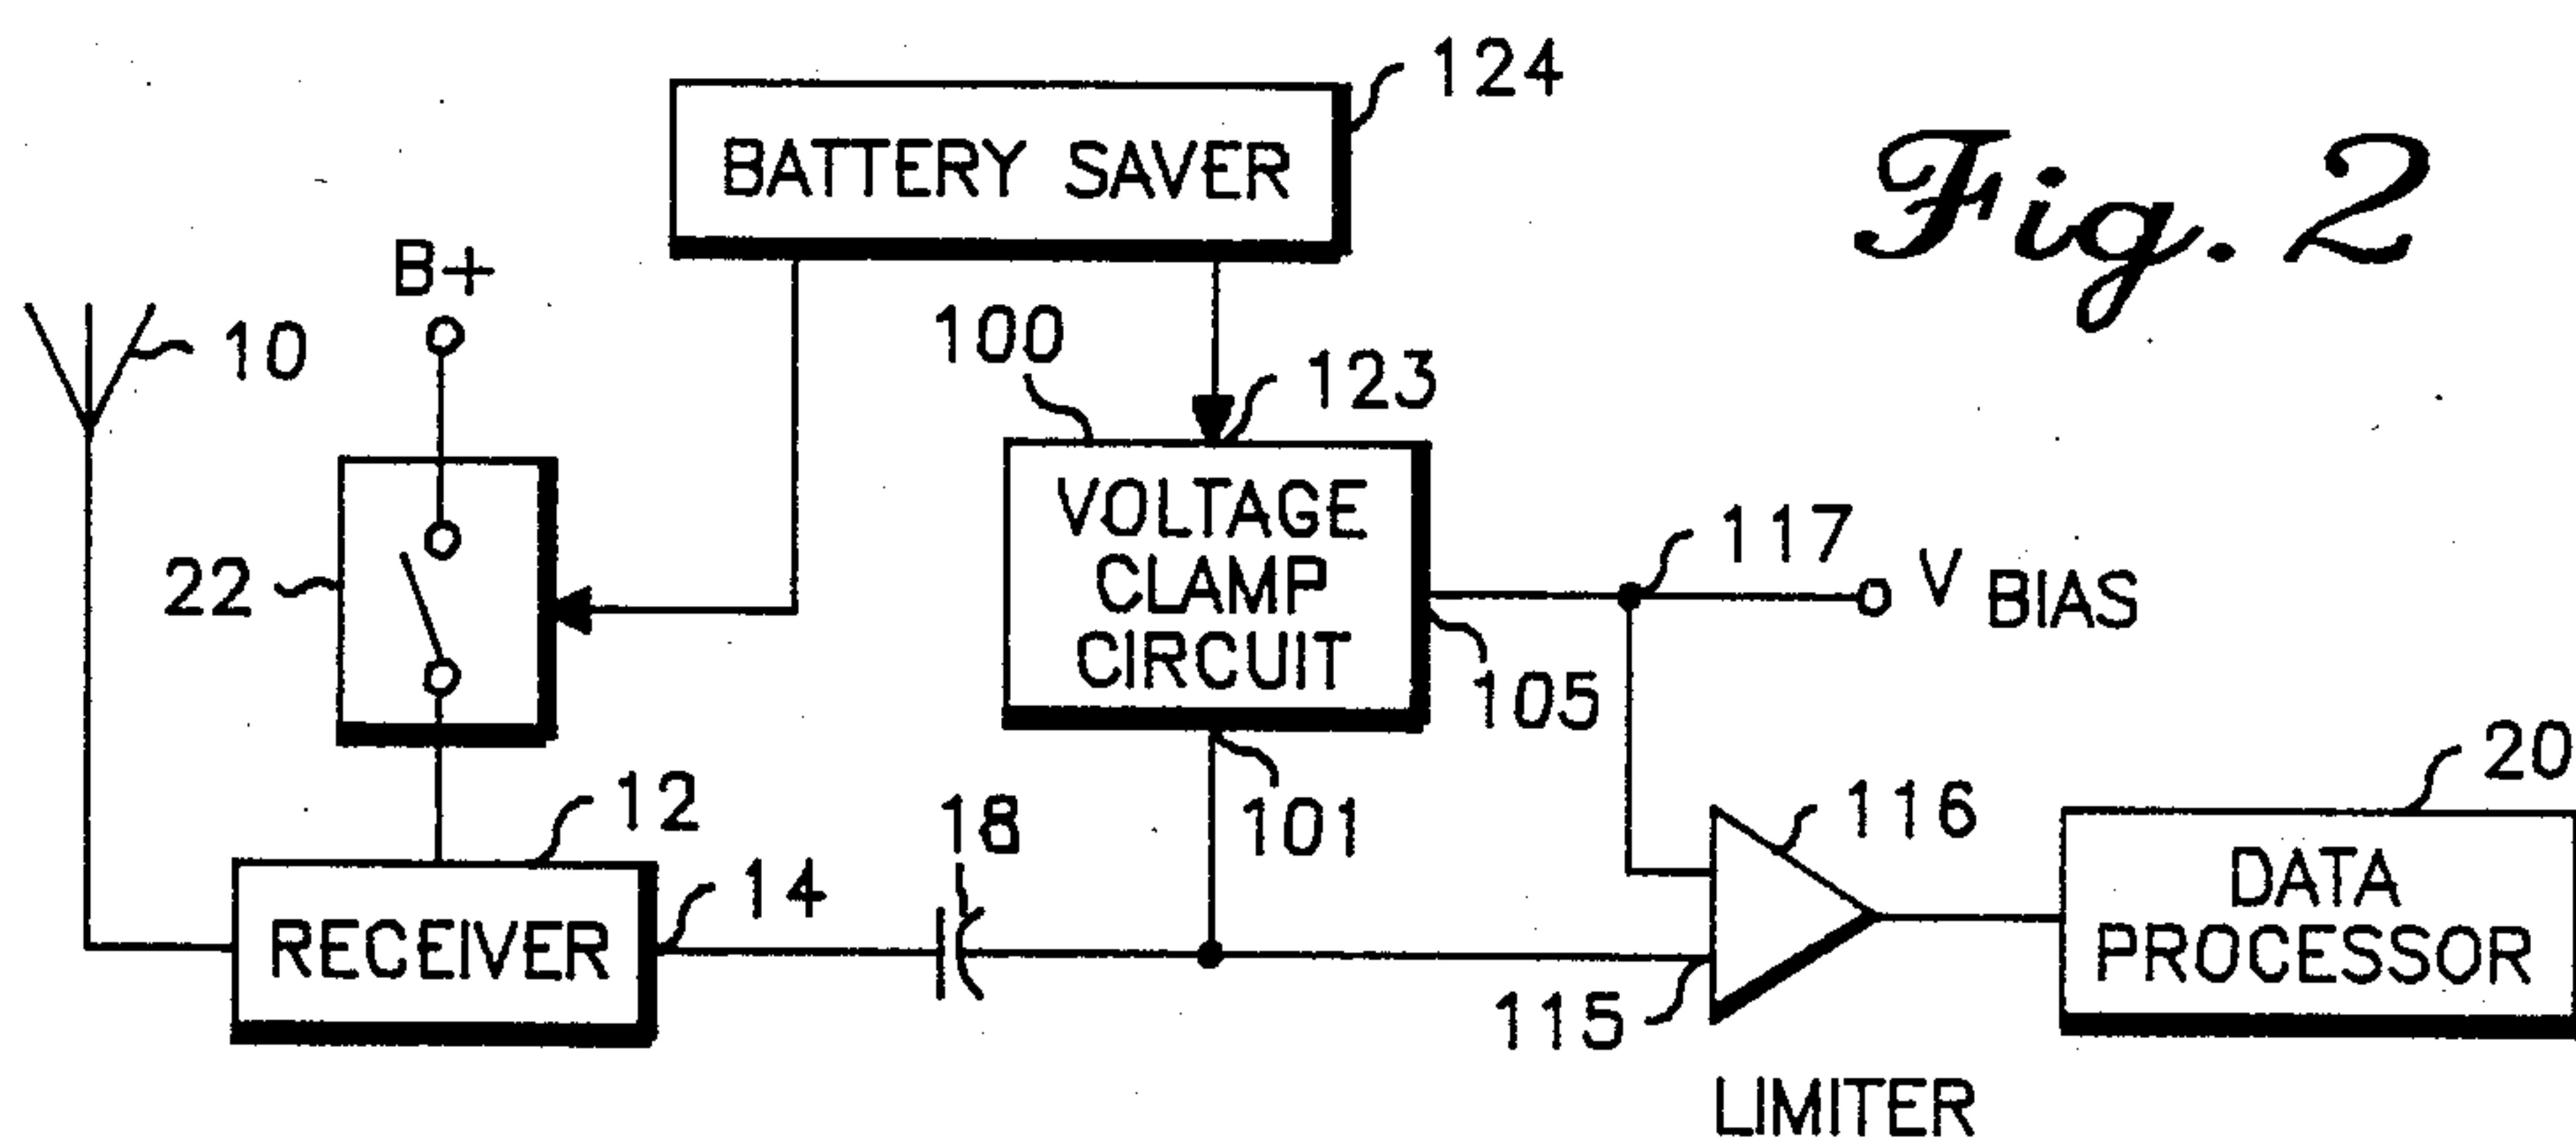 124
BATTERY SAVER
Fig. 2
B+
10
100
123
VOLTAGE
CLAMP
CIRCUIT
117
V BIAS
22
105
20
12
18
101
116
14
DATA
PROCESSOR
RECEIVER
115
LIMITER